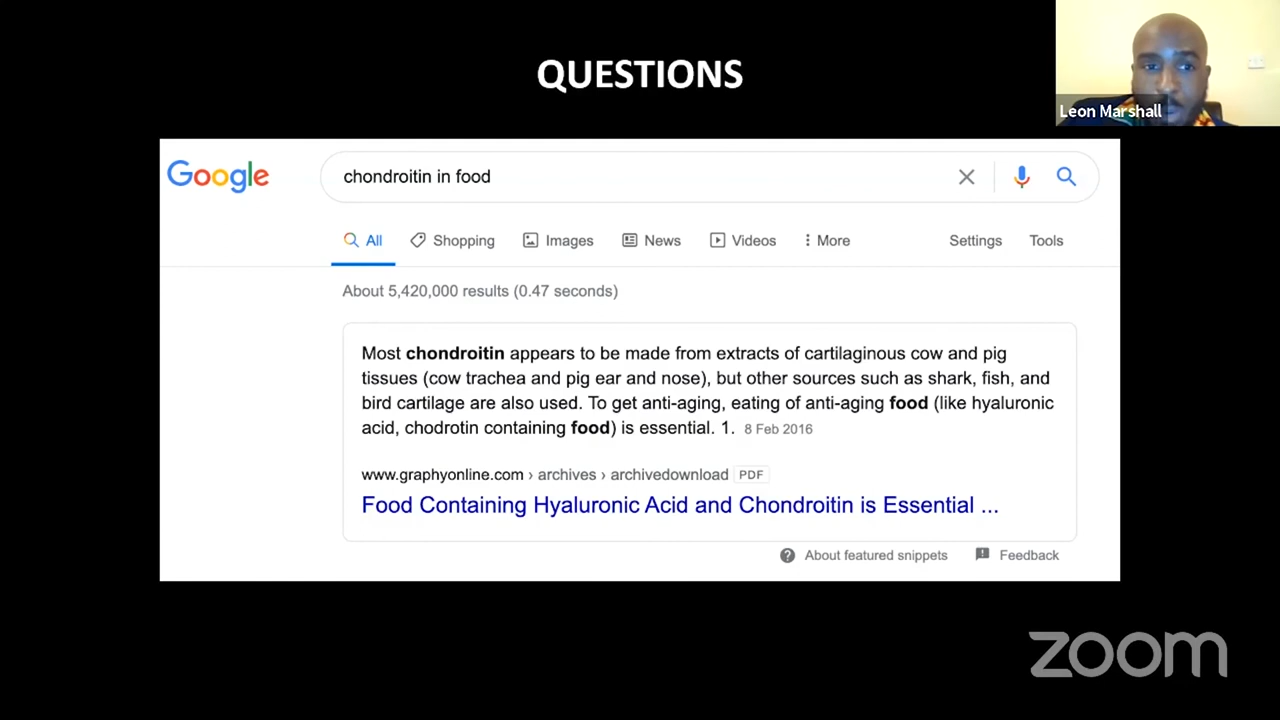 QUESTIONS
Leon Marshall
Google
chondroitin in food
All Shopping Images News Videos More Settings Tools
About 5,420,000 results (0.47 seconds)
Most chondroitin appears to be made from extracts of cartilaginous cow and pig
tissues (cow trachea and pig ear and nose), but other sources such as shark, fish, and
bird cartilage are also used. To get anti-aging, eating of anti-aging food (like hyaluronic
acid, chodrotin containing food) is essential. 1. 8 Feb 2016
www.graphyonline.com › archives › archivedownload PDF
Food Containing Hyaluronic Acid and Chondroitin is Essential ...
About featured snippets Feedback
zoom